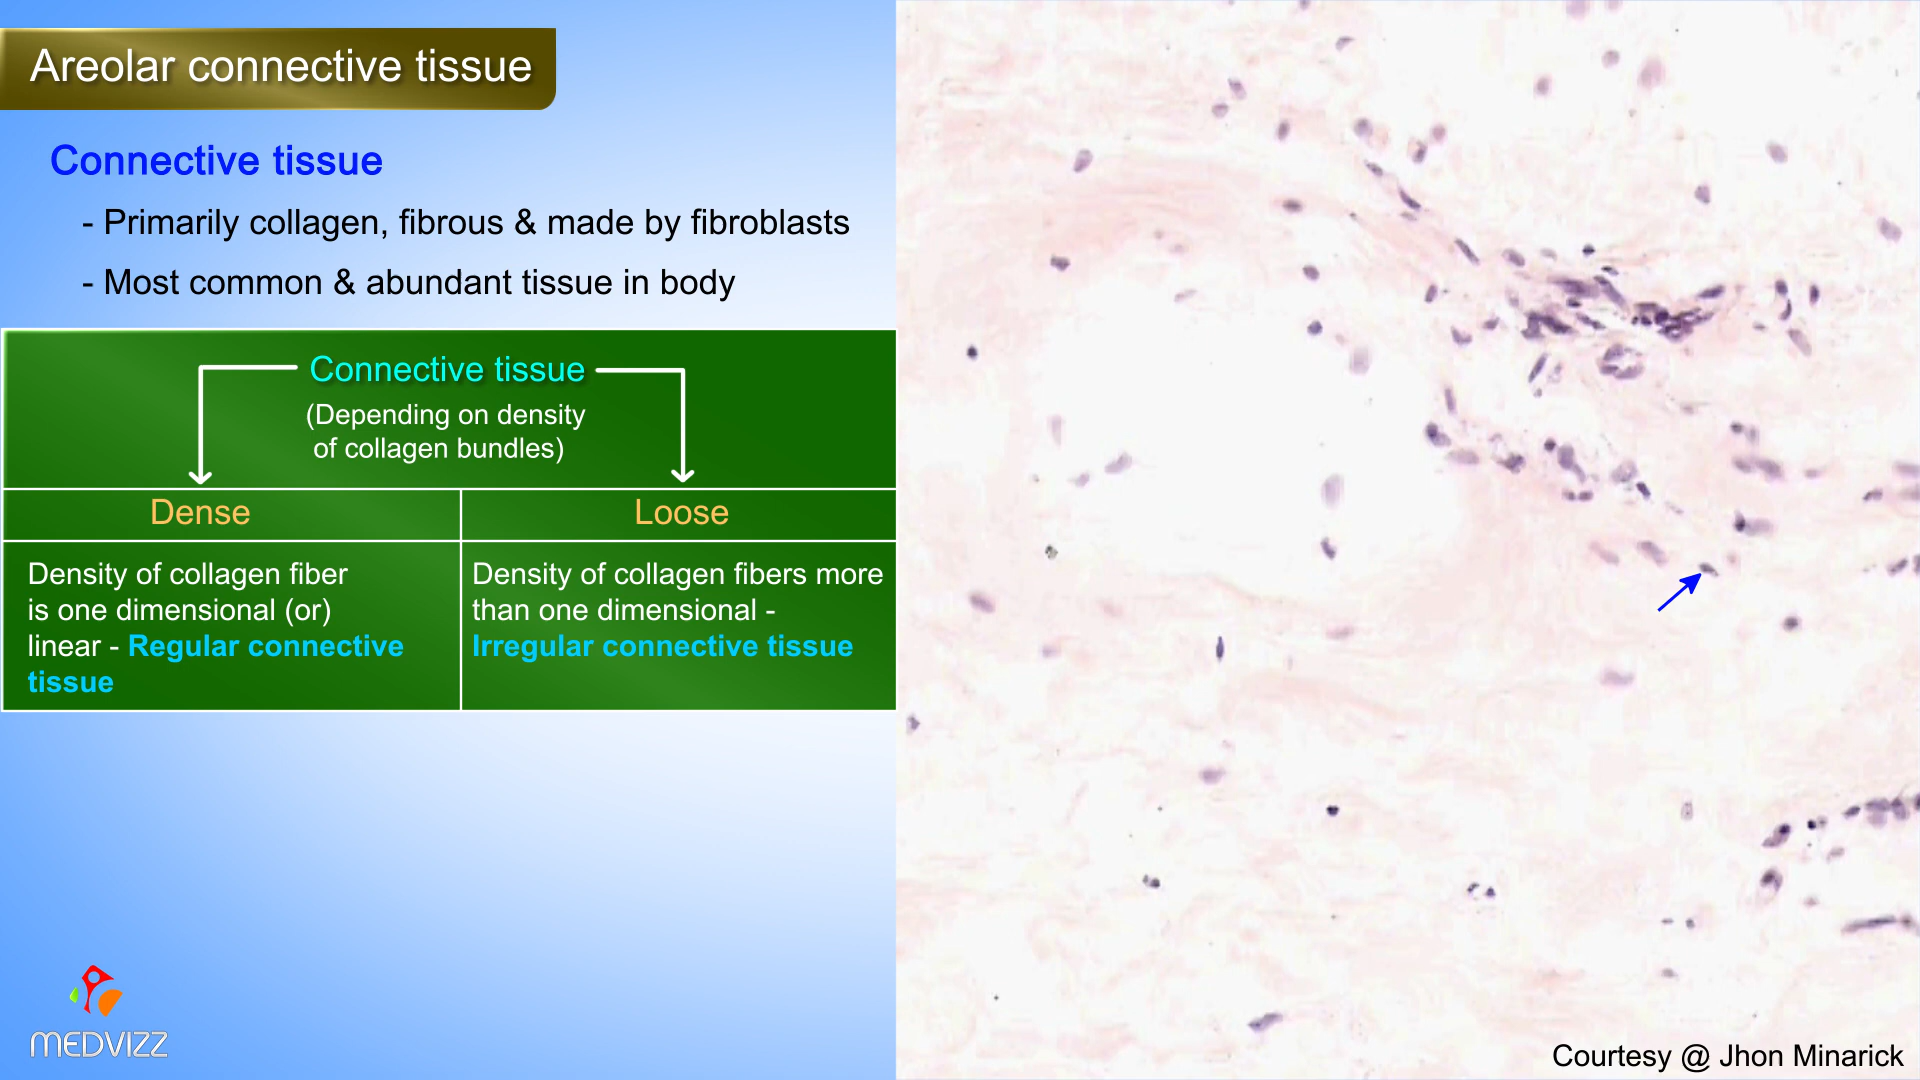 Areolar connective tissue
Connective tissue
- Primarily collagen, fibrous & made by fibroblasts
- Most common & abundant tissue in body
Connective tissue
(Depending on density
of collagen bundles)
Dense
Loose
Density of collagen fiber
is one dimensional (or)
linear - Regular connective
tissue
Density of collagen fibers more
than one dimensional -
Irregular connective tissue
MEDVIZZ
Courtesy @ Jhon Minarick